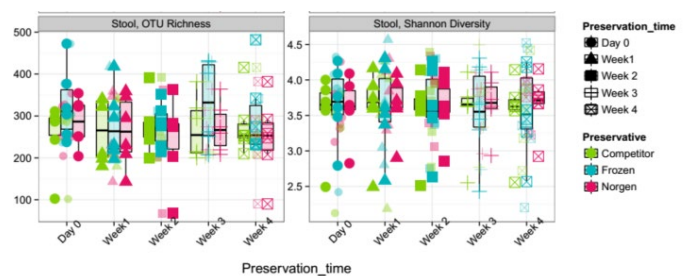 Stool, OTU Richness
Stool, Shannon Diversity
500
400
300
200
100
4.5
4.0
3.5
3.0
2.5
Day 0
Week1
Week 2
Week 3
Week 4
Day 0
Week1
Week 2
Week 3
Week 4
Preservation_time
Preservation_time
Day 0
Week1
Week 2
Week 3
Week 4
Preservative
Competitor
Frozen
Norgen